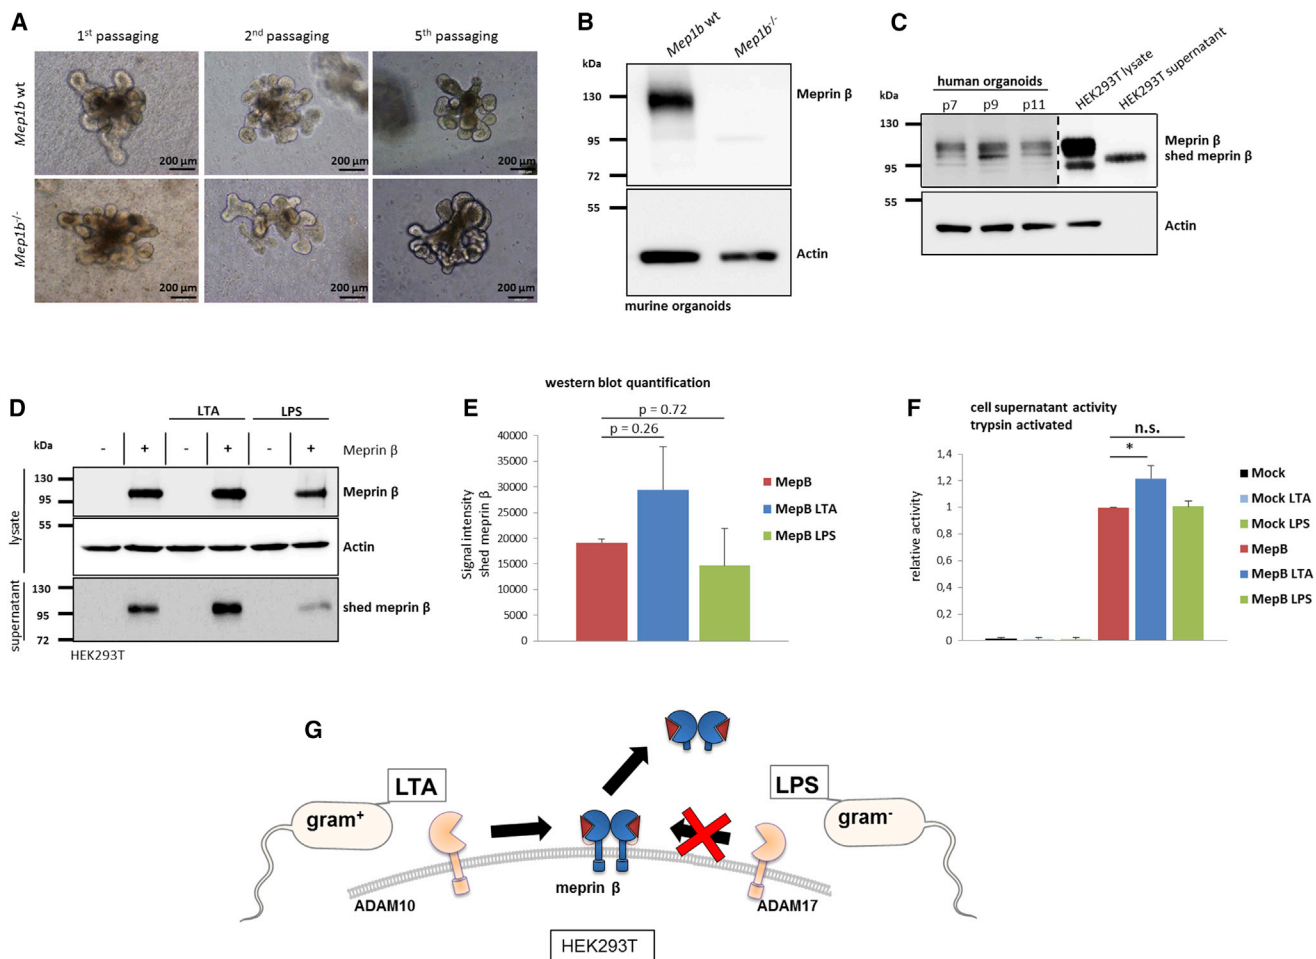 A
1st passaging
2nd passaging
5th passaging
Mep1b wt
200 µm
200 µm
200 µm
Mep1b-/-
200 µm
200 µm
200 µm
B
Mep1b wt
Mep1b-/-
kDa
130
95
72
55
Meprin β
Actin
murine organoids
C
human organoids
p7 p9 p11
HEK293T lysate
HEK293T supernatant
kDa
130
95
55
Meprin β
shed meprin β
Actin
D
LTA LPS
kDa
- + - + - + Meprin β
lysate
130
95
Meprin β
55
Actin
supernatant
130
95
72
shed meprin β
HEK293T
E
western blot quantification
p = 0.72
p = 0.26
Signal intensity
shed meprin β
40000
35000
30000
25000
20000
15000
10000
5000
0
MepB
MepB LTA
MepB LPS
F
cell supernatant activity
trypsin activated
n.s.
*
relative activity
1,4
1,2
1
0,8
0,6
0,4
0,2
0
Mock
Mock LTA
Mock LPS
MepB
MepB LTA
MepB LPS
G
LTA
gram+
LPS
gram-
ADAM10
meprin β
ADAM17
HEK293T